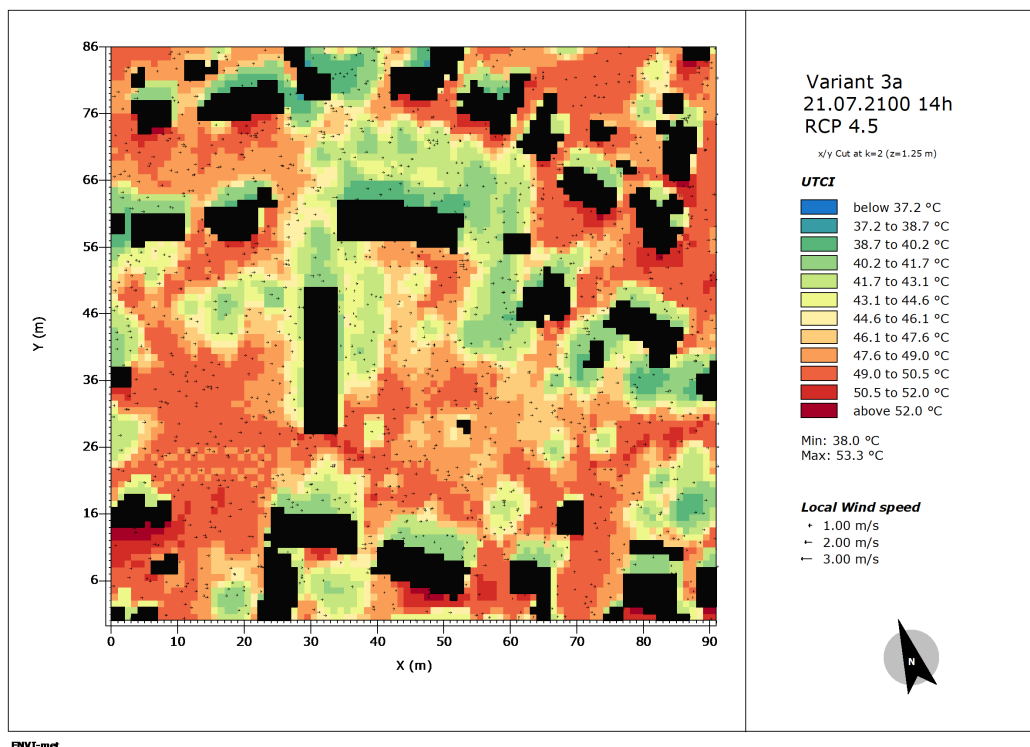 Variant 3a
21.07.2100 14h
RCP 4.5
x/y Cut at k=2 (z=1.25 m)
UTCI
below 37.2 °C
37.2 to 38.7 °C
38.7 to 40.2 °C
40.2 to 41.7 °C
41.7 to 43.1 °C
43.1 to 44.6 °C
44.6 to 46.1 °C
46.1 to 47.6 °C
47.6 to 49.0 °C
49.0 to 50.5 °C
50.5 to 52.0 °C
above 52.0 °C
Min: 38.0 °C
Max: 53.3 °C
Local Wind speed
1.00 m/s
2.00 m/s
3.00 m/s
N
86
76
66
56
46
36
26
16
6
Y (m)
0 10 20 30 40 50 60 70 80 90
X (m)
ENVI-met